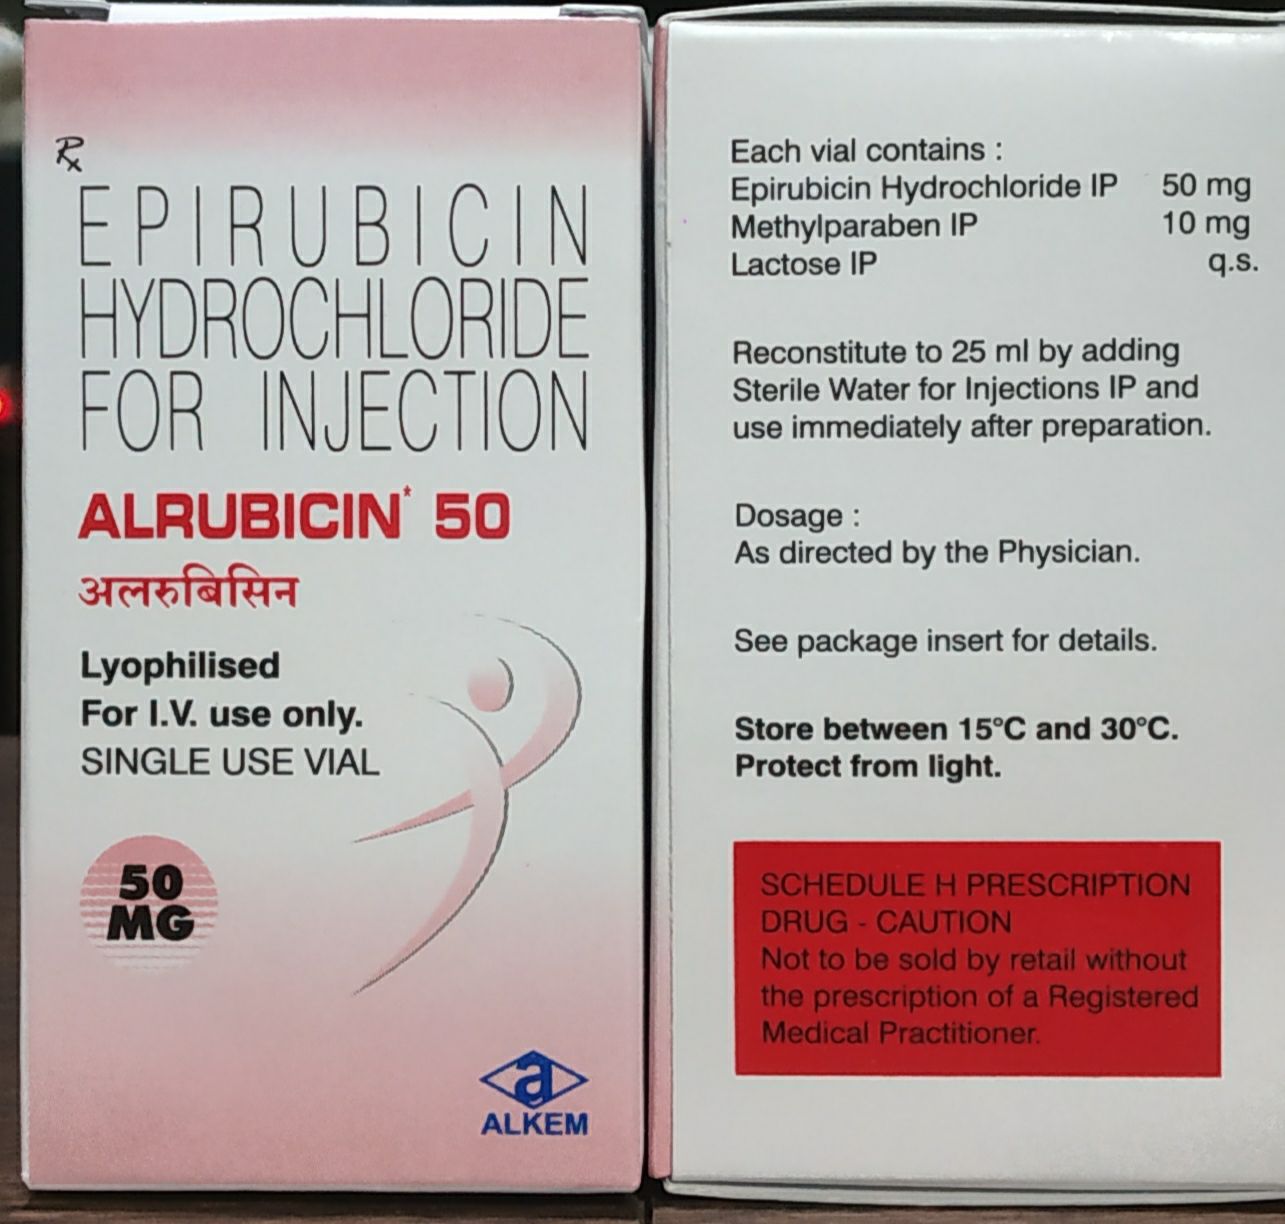 Rx
EPIRUBICIN
HYDROCHLORIDE
FOR INJECTION
ALRUBICIN* 50
अलरुबिसिन
Lyophilised
For I.V. use only.
SINGLE USE VIAL
50
MG
a
ALKEM
Each vial contains :
Epirubicin Hydrochloride IP 50 mg
Methylparaben IP 10 mg
Lactose IP q.s.
Reconstitute to 25 ml by adding
Sterile Water for Injections IP and
use immediately after preparation.
Dosage :
As directed by the Physician.
See package insert for details.
Store between 15°C and 30°C.
Protect from light.
SCHEDULE H PRESCRIPTION
DRUG - CAUTION
Not to be sold by retail without
the prescription of a Registered
Medical Practitioner.